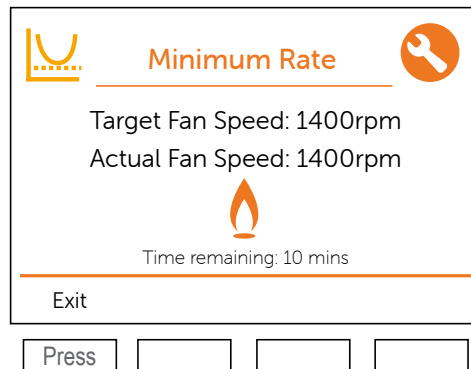 Minimum Rate
Target Fan Speed: 1400rpm
Actual Fan Speed: 1400rpm
Time remaining: 10 mins
Exit
Press